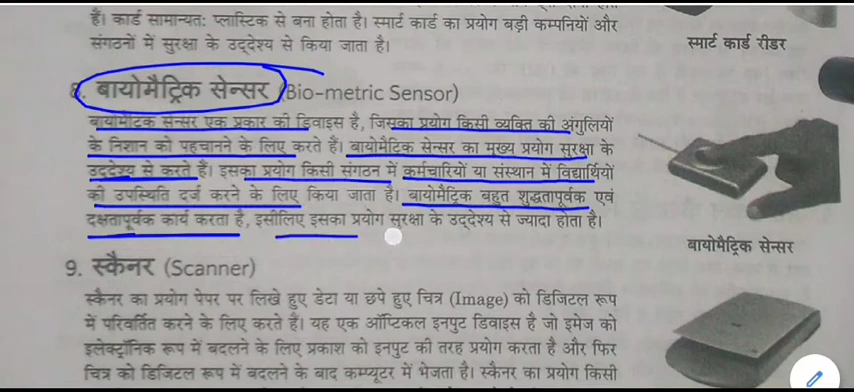 हैं। कार्ड सामान्यतः प्लास्टिक से बना होता है। स्मार्ट कार्ड का प्रयोग बड़ी कम्पनियों और
संगठनों में सुरक्षा के उद्देश्य से किया जाता है।
स्मार्ट कार्ड रीडर
8. बायोमैट्रिक सेन्सर (Bio-metric Sensor)
बायोमैटिक सेन्सर एक प्रकार की डिवाइस है, जिसका प्रयोग किसी व्यक्ति की अंगुलियों
के निशान को पहचानने के लिए करते हैं। बायोमैटिक सेन्सर का मुख्य प्रयोग सुरक्षा के
उद्देश्य से करते हैं। इसका प्रयोग किसी संगठन में कर्मचारियों या संस्थान में विद्यार्थियों
की उपस्थिति दर्ज करने के लिए किया जाता है। बायोमैट्रिक बहुत शुद्धतापूर्वक एवं
दक्षतापूर्वक कार्य करता है, इसीलिए इसका प्रयोग सुरक्षा के उद्देश्य से ज्यादा होता है।
बायोमैट्रिक सेन्सर
9. स्कैनर (Scanner)
स्कैनर का प्रयोग पेपर पर लिखे हुए डेटा या छपे हुए चित्र (Image) को डिजिटल रूप
में परिवर्तित करने के लिए करते हैं। यह एक ऑप्टिकल इनपुट डिवाइस है जो इमेज को
इलेक्ट्रॉनिक रूप में बदलने के लिए प्रकाश को इनपुट की तरह प्रयोग करता है और फिर
चित्र को डिजिटल रूप में बदलने के बाद कम्प्यूटर में भेजता है। स्कैनर का प्रयोग किसी